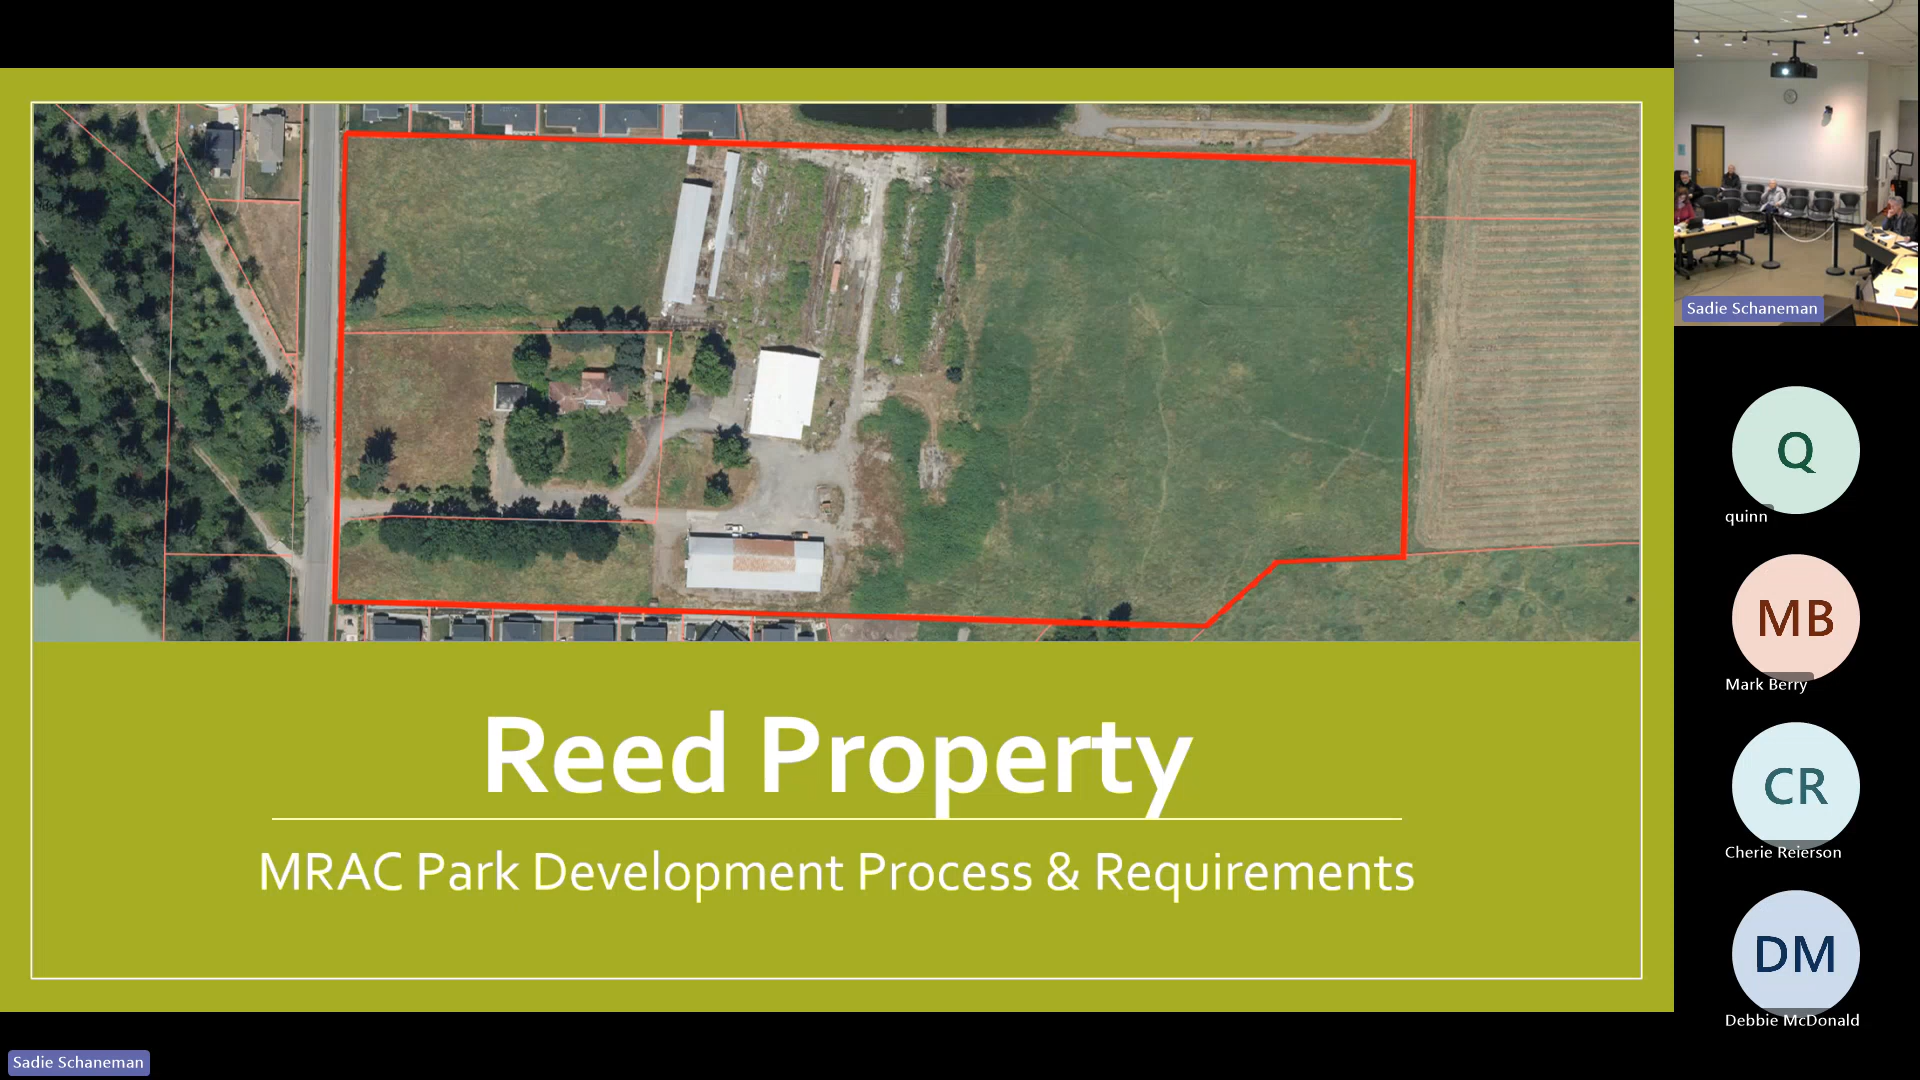 Reed Property
MRAC Park Development Process & Requirements
Sadie Schaneman
Sadie Schaneman
Q
quinn
MB
Mark Berry
CR
Cherie Reierson
DM
Debbie McDonald